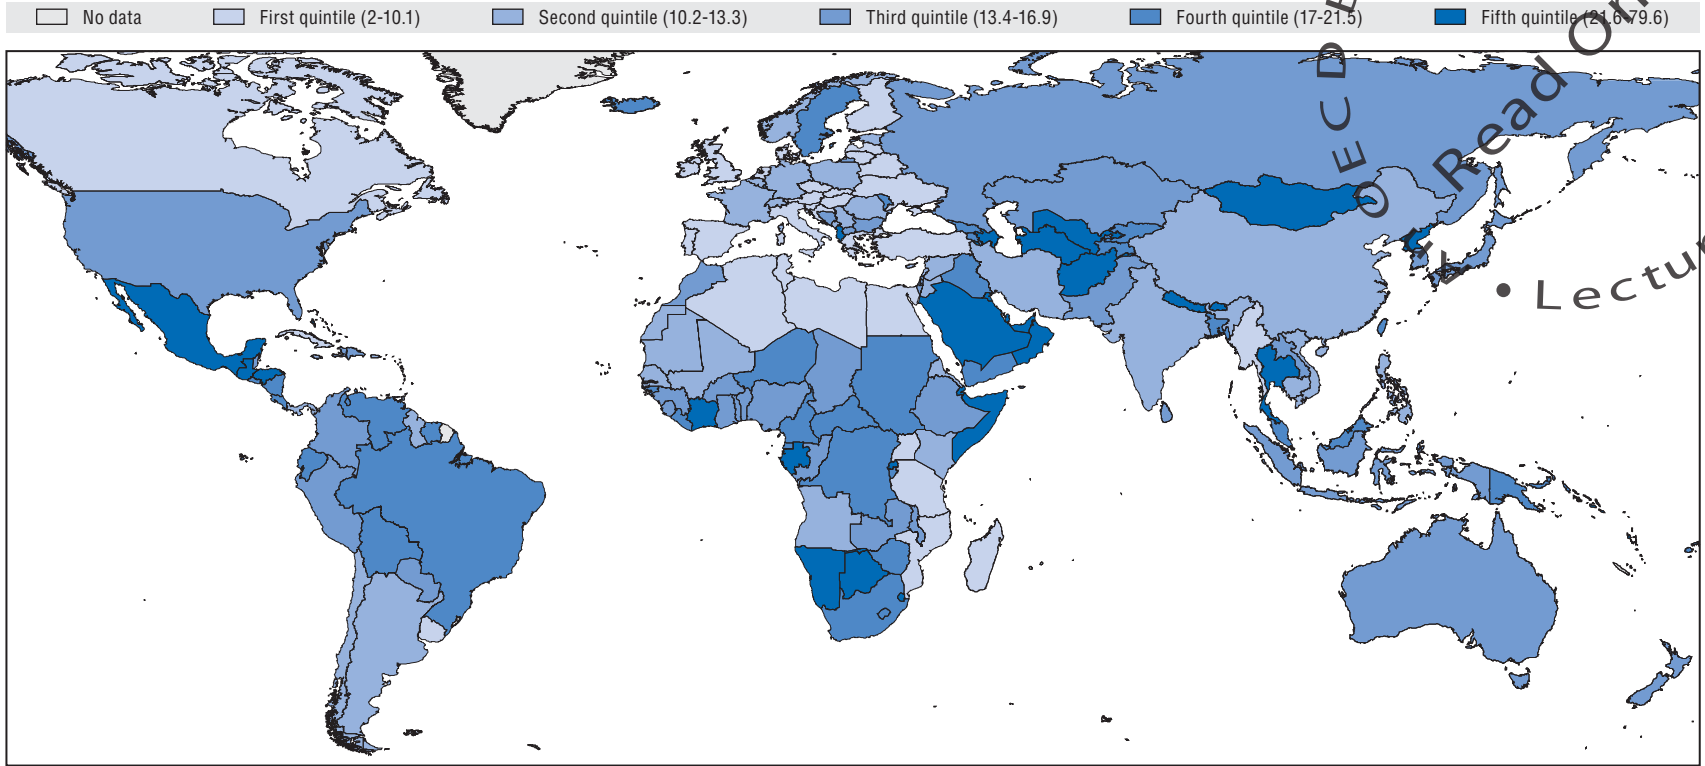 No data
First quintile (2-10.1)
Second quintile (10.2-13.3)
Third quintile (13.4-16.9)
Fourth quintile (17-21.5)
Fifth quintile (21.6-79.6)
OECD
Read
• Lectu